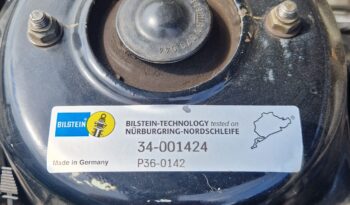 BILSTEIN
BILSTEIN-TECHNOLOGY tested on
NÜRBURGRING-NORDSCHLEIFE
34-001424
Made in Germany
P36-0142